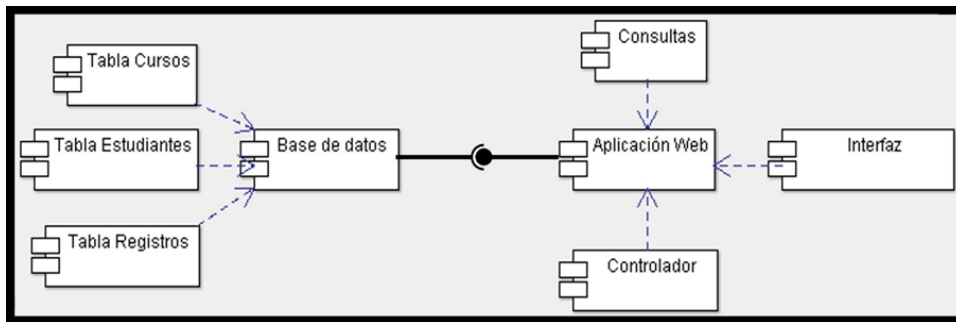 Tabla Cursos
Tabla Estudiantes
Tabla Registros
Base de datos
Consultas
Aplicación Web
Interfaz
Controlador